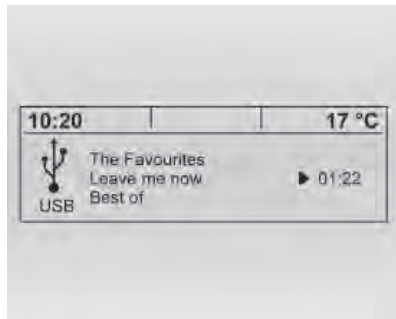 10:20 17 °C
The Favourites
Leave me now ▶ 01:22
Best of
USB